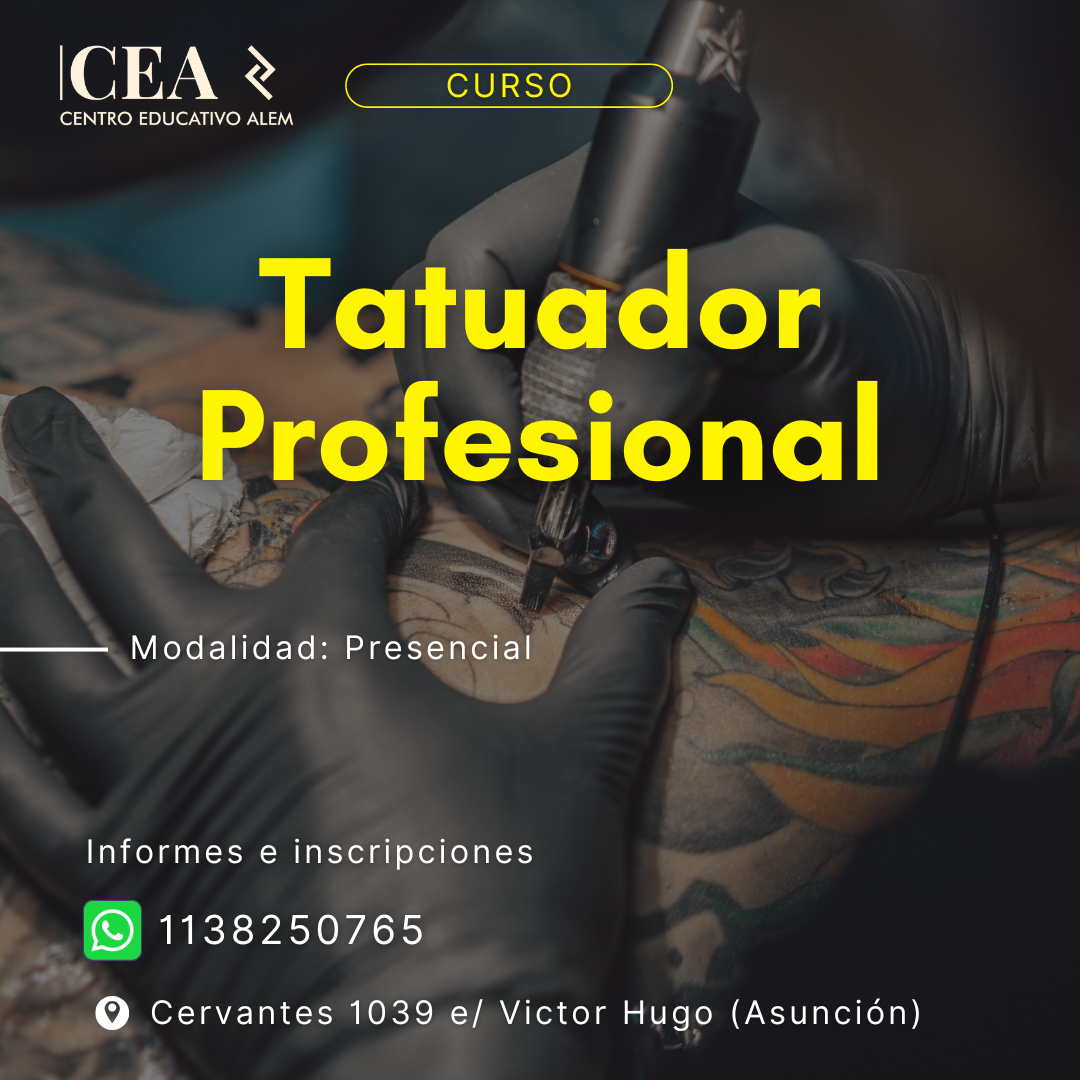 CEA
CENTRO EDUCATIVO ALEM
CURSO
Tatuador
Profesional
Modalidad: Presencial
Informes e inscripciones
1138250765
Cervantes 1039 e/ Victor Hugo (Asunción)